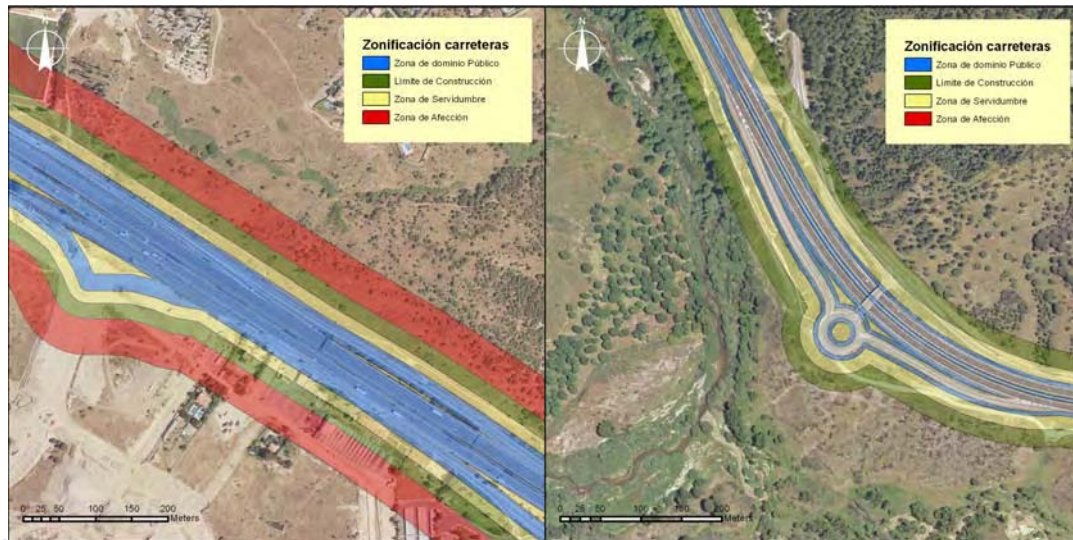 N
Zonificación carreteras
Zona de dominio Público
Limite de Construcción
Zona de Servidumbre
Zona de Afección
0 25 50 100 150 200
Meters
N
Zonificación carreteras
Zona de dominio Público
Limite de Construcción
Zona de Servidumbre
Zona de Afección
0 25 50 100 150 200
Meters